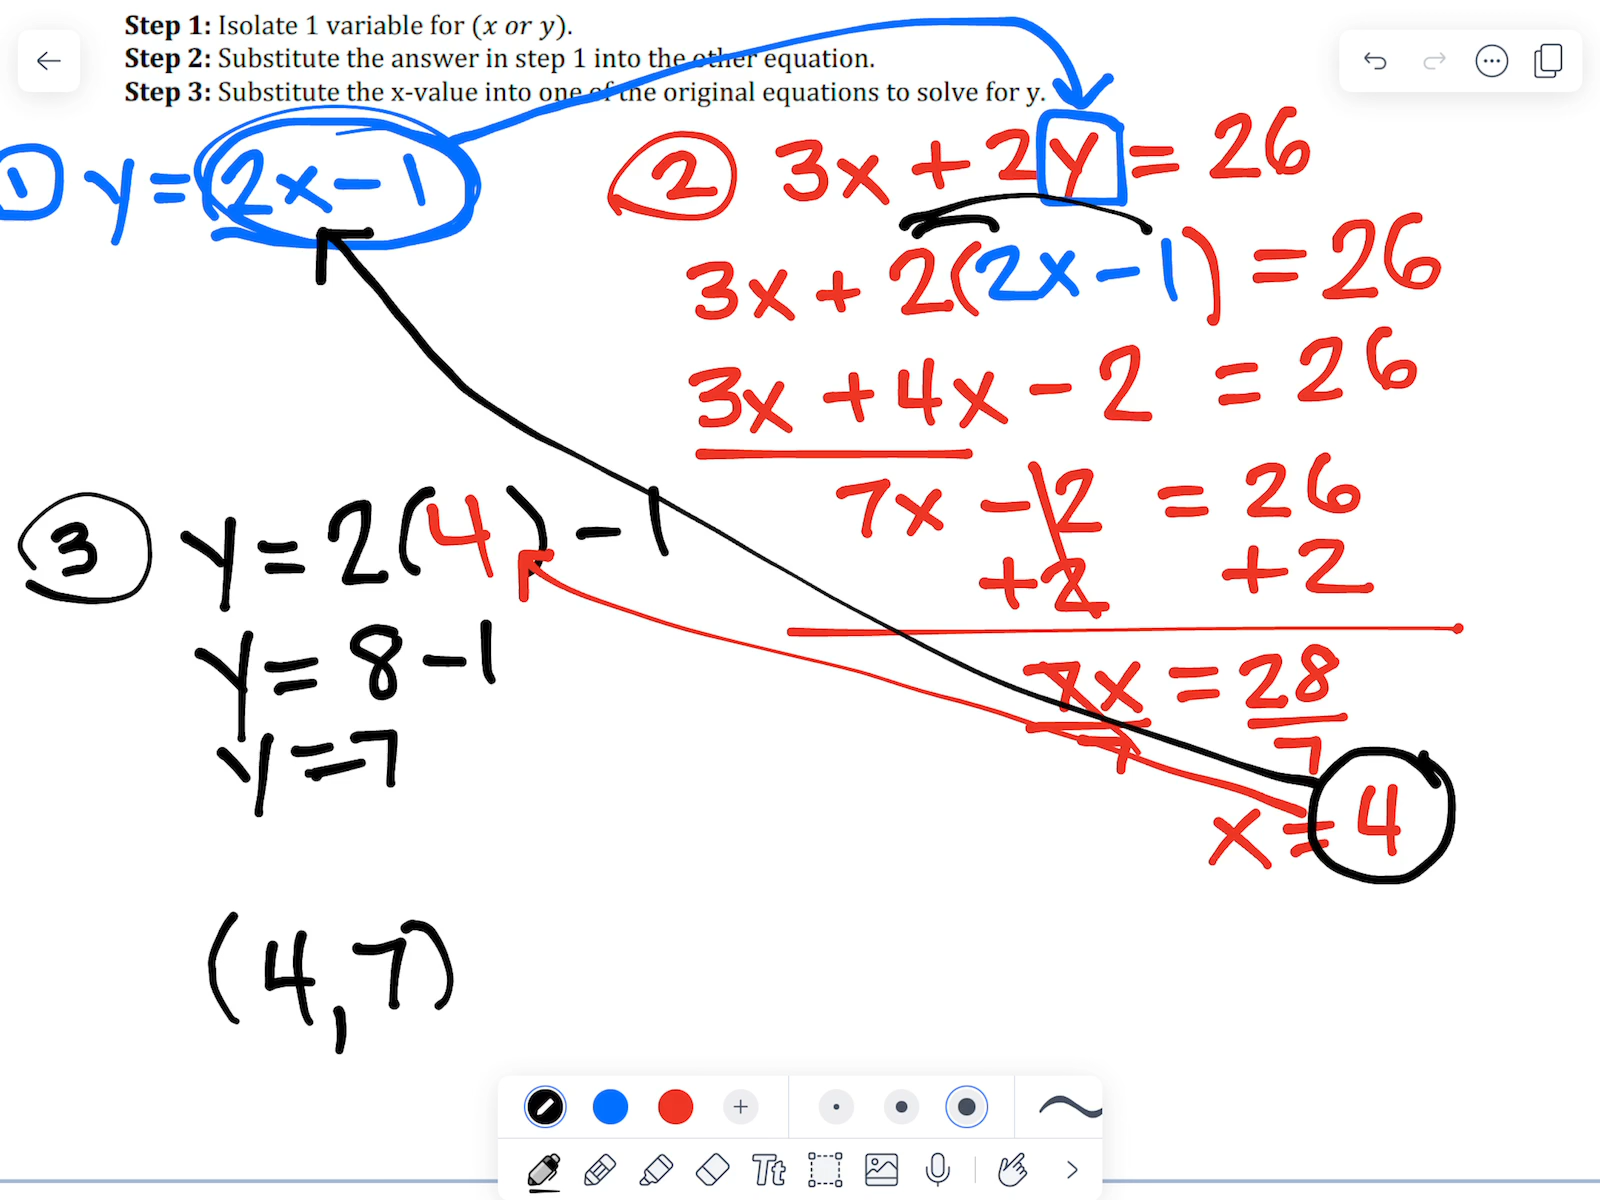 Step 1: Isolate 1 variable for (x or y).
Step 2: Substitute the answer in step 1 into the other equation.
Step 3: Substitute the x-value into one of the original equations to solve for y.
1 y = 2x - 1
2 3x + 2y = 26
3x + 2(2x - 1) = 26
3x + 4x - 2 = 26
7x - 2 = 26
+2 +2
7x = 28
7 7
x = 4
3 y = 2(4) - 1
y = 8 - 1
y = 7
(4, 7)
Tt